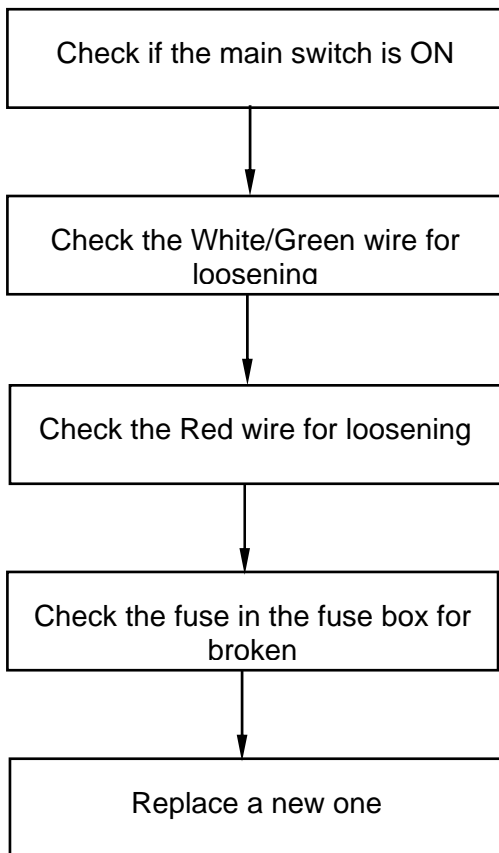 Check if the main switch is ON
Check the White/Green wire for
loosening
Check the Red wire for loosening
Check the fuse in the fuse box for
broken
Replace a new one